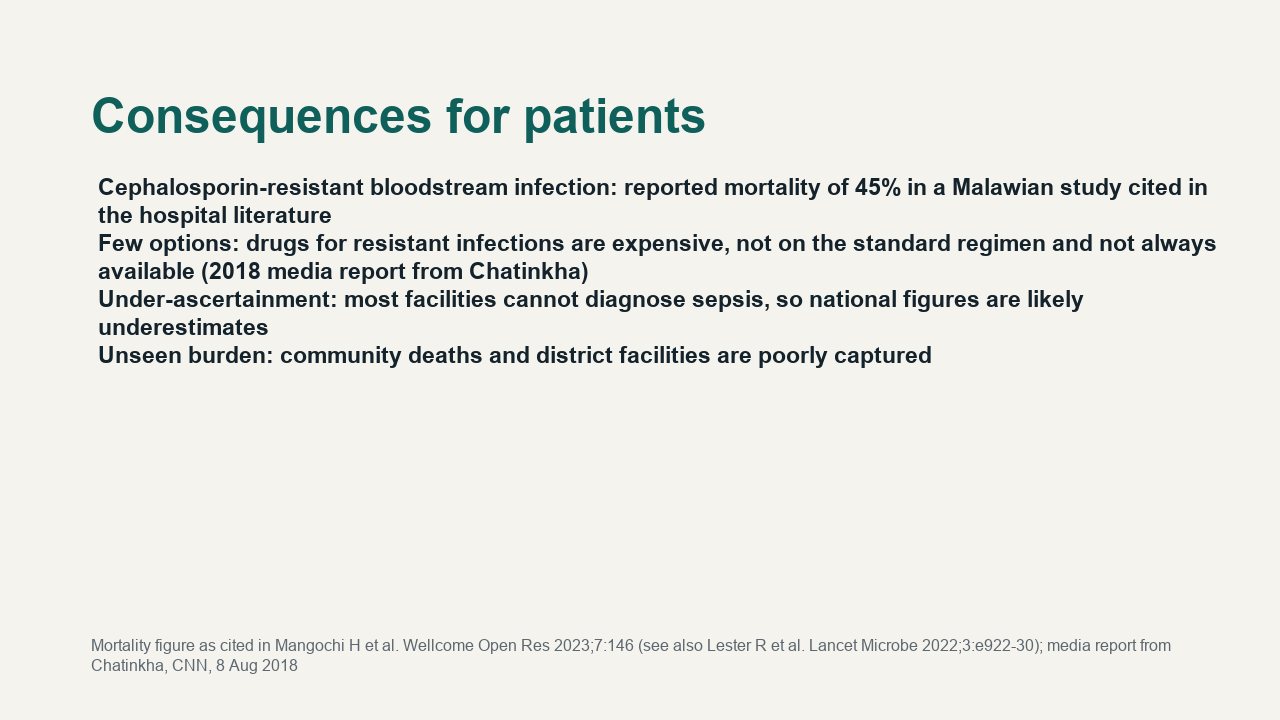 Consequences for patients
Cephalosporin-resistant bloodstream infection: reported mortality of 45% in a Malawian study cited in
the hospital literature
Few options: drugs for resistant infections are expensive, not on the standard regimen and not always
available (2018 media report from Chatinkha)
Under-ascertainment: most facilities cannot diagnose sepsis, so national figures are likely
underestimates
Unseen burden: community deaths and district facilities are poorly captured
Mortality figure as cited in Mangochi H et al. Wellcome Open Res 2023;7:146 (see also Lester R et al. Lancet Microbe 2022;3:e922-30); media report from
Chatinkha, CNN, 8 Aug 2018